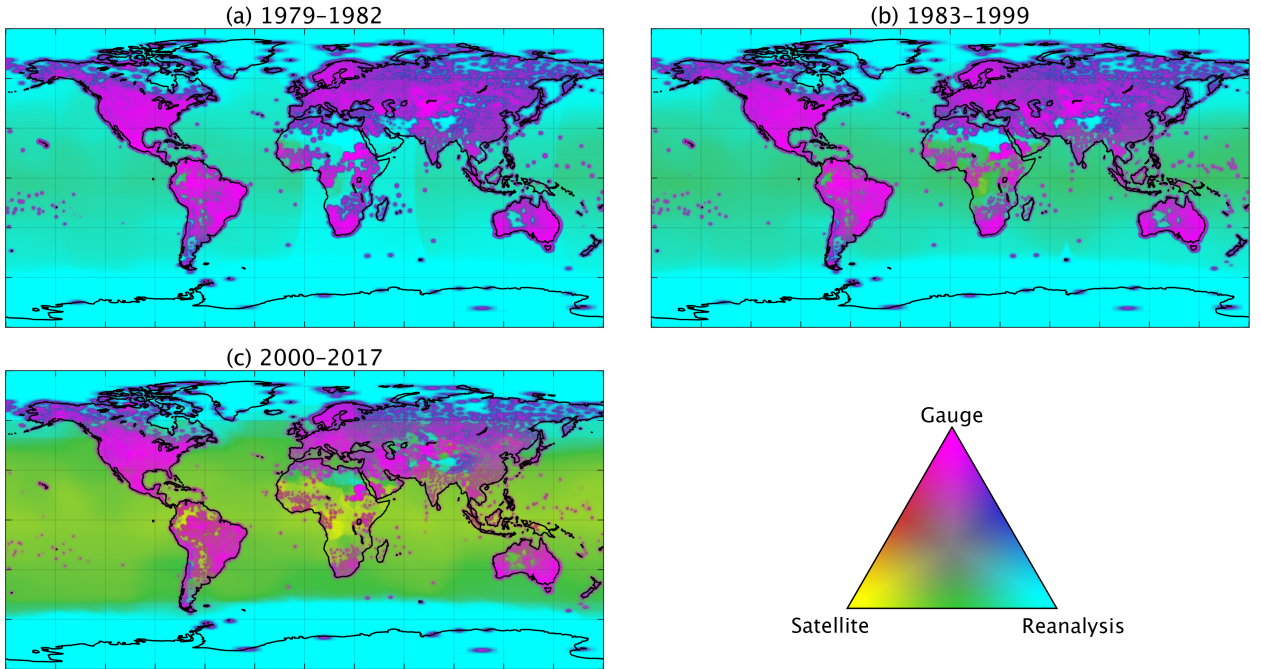 (a) 1979–1982
(b) 1983–1999
(c) 2000–2017
Gauge
Satellite
Reanalysis